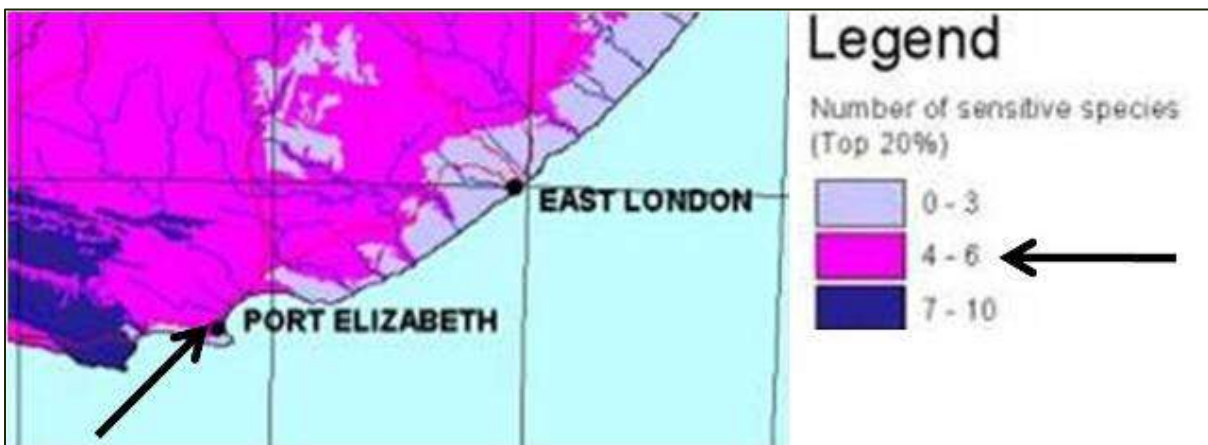 Legend
Number of sensitive species
(Top 20%)
0 - 3
4 - 6
7 - 10
EAST LONDON
PORT ELIZABETH